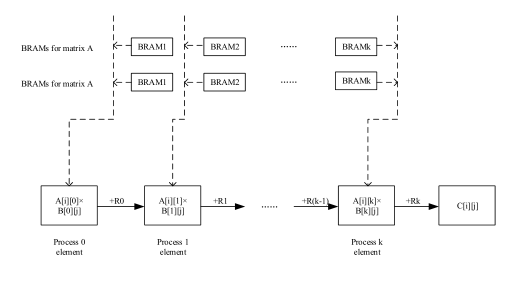 BRAMs for matrix A BRAM1 BRAM2 ...... BRAMk
BRAMs for matrix A BRAM1 BRAM2 ...... BRAMk
A[i][0]× +R0 A[i][1]× +R1 ...... +R(k-1) A[i][k]× +Rk C[i][j]
B[0][j] B[1][j] B[k][j]
Process 0 Process 1 Process k
element element element